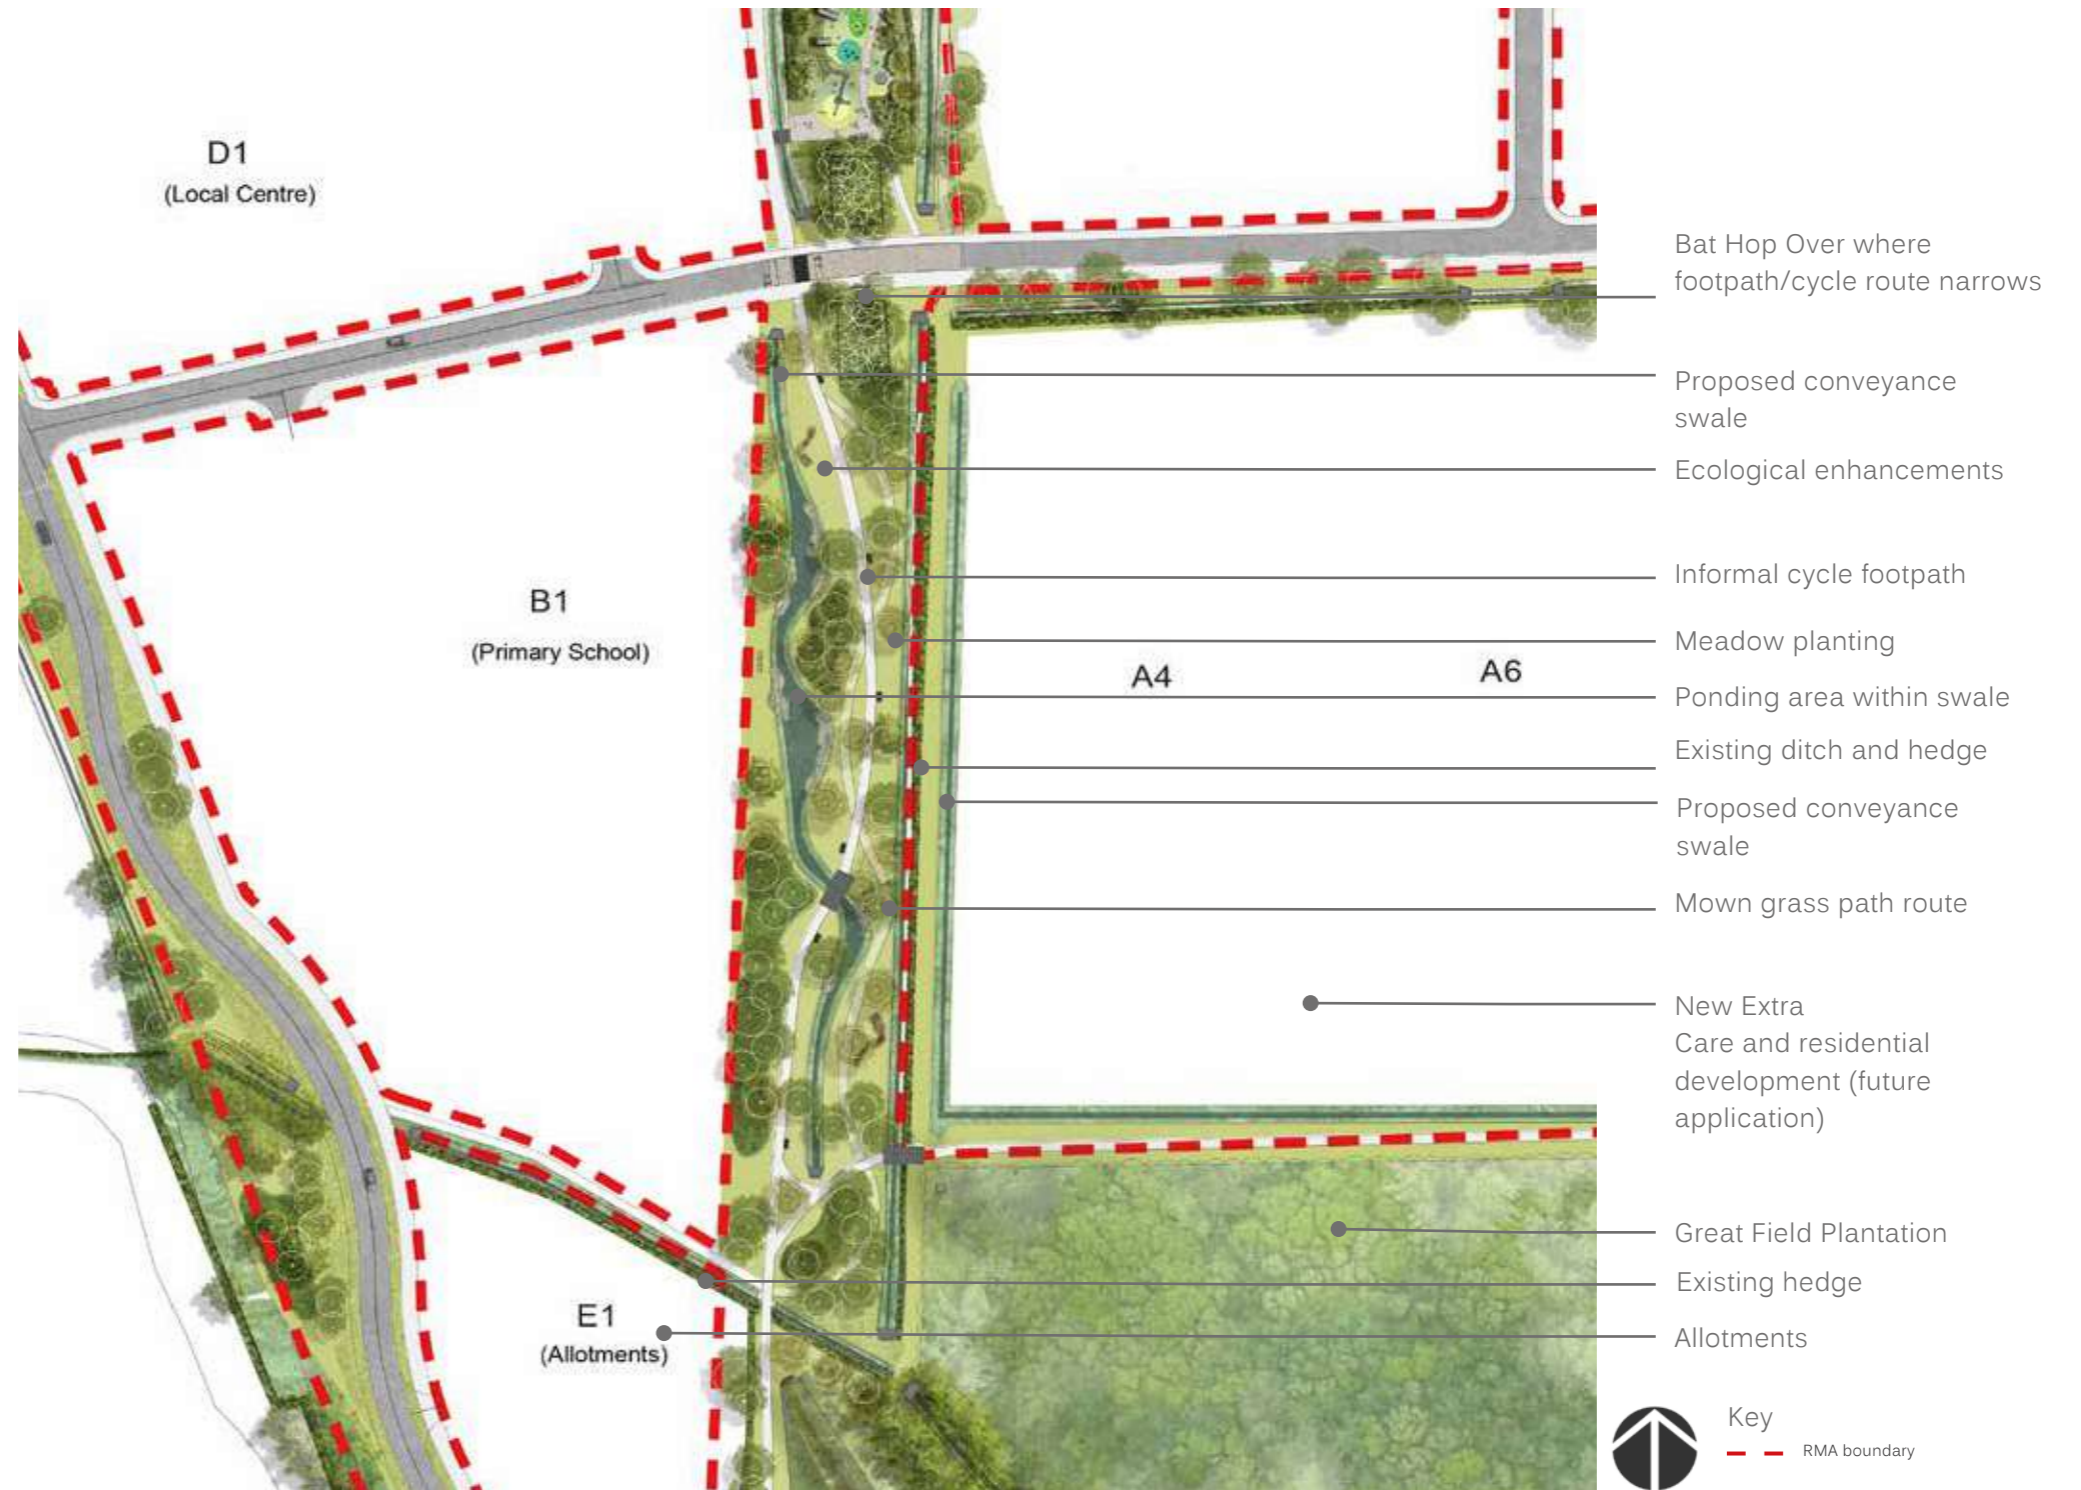 D1
(Local Centre)
B1
(Primary School)
A4
A6
E1
(Allotments)
Bat Hop Over where
footpath/cycle route narrows
Proposed conveyance
swale
Ecological enhancements
Informal cycle footpath
Meadow planting
Ponding area within swale
Existing ditch and hedge
Proposed conveyance
swale
Mown grass path route
New Extra
Care and residential
development (future
application)
Great Field Plantation
Existing hedge
Allotments
Key
RMA boundary